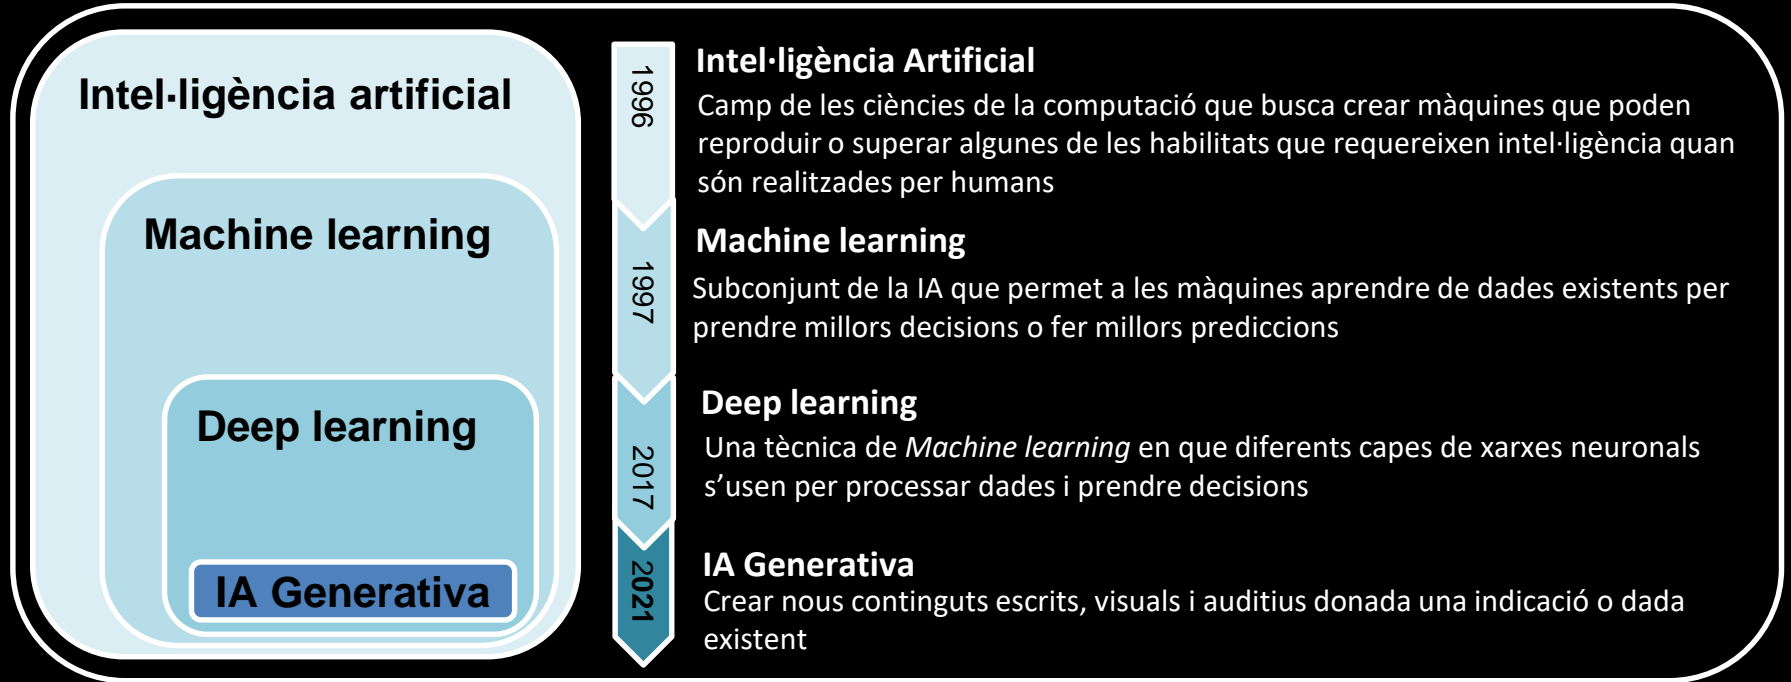 Intel·ligència artificial
Machine learning
Deep learning
IA Generativa
1996
Intel·ligència Artificial
Camp de les ciències de la computació que busca crear màquines que poden
reproduir o superar algunes de les habilitats que requereixen intel·ligència quan
són realitzades per humans
1997
Machine learning
Subconjunt de la IA que permet a les màquines aprendre de dades existents per
prendre millors decisions o fer millors prediccions
2017
Deep learning
Una tècnica de Machine learning en que diferents capes de xarxes neuronals
s’usen per processar dades i prendre decisions
2021
IA Generativa
Crear nous continguts escrits, visuals i auditius donada una indicació o dada
existent